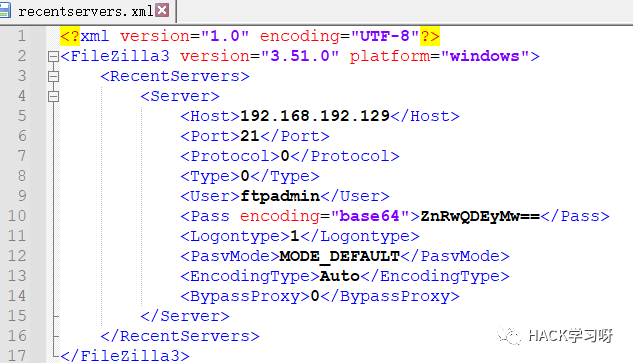 recentservers.xml
1 <?xml version="1.0" encoding="UTF-8"?>
2 <FileZilla3 version="3.51.0" platform="windows">
3 <RecentServers>
4 <Server>
5 <Host>192.168.192.129</Host>
6 <Port>21</Port>
7 <Protocol>0</Protocol>
8 <Type>0</Type>
9 <User>ftpadmin</User>
10 <Pass encoding="base64">ZnRwQDEyMw==</Pass>
11 <Logontype>1</Logontype>
12 <PasvMode>MODE_DEFAULT</PasvMode>
13 <EncodingType>Auto</EncodingType>
14 <BypassProxy>0</BypassProxy>
15 </Server>
16 </RecentServers>
17 </FileZilla3>
HACK学习呀